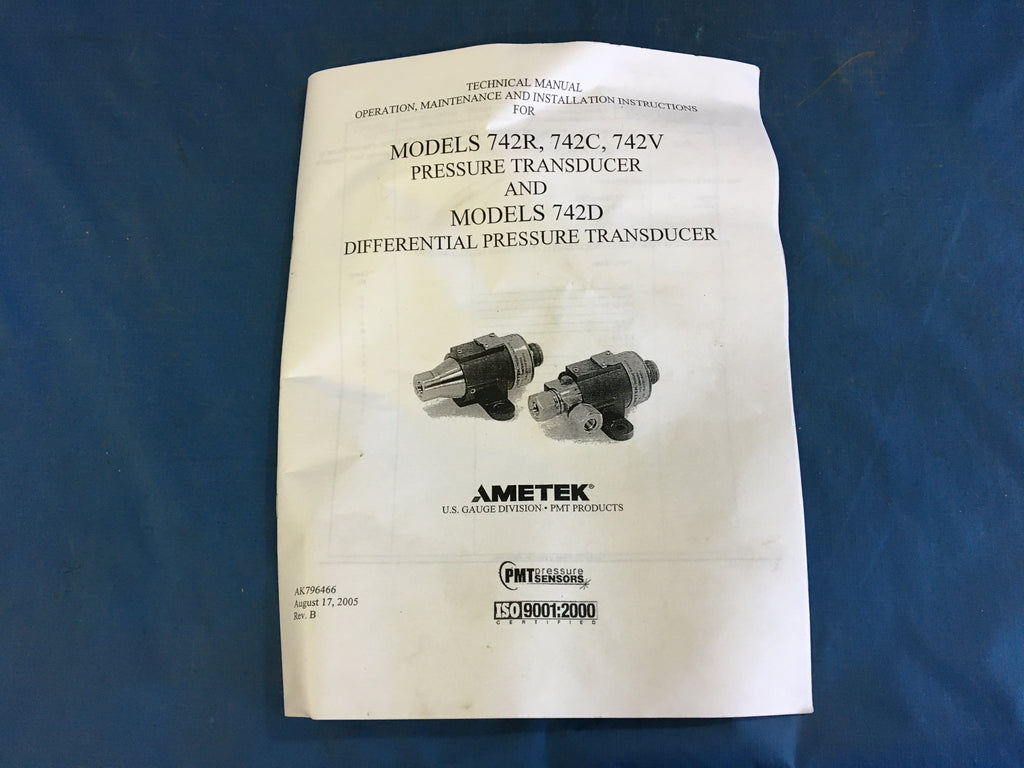 TECHNICAL MANUAL
OPERATION, MAINTENANCE AND INSTALLATION INSTRUCTIONS
FOR
MODELS 742R, 742C, 742V
PRESSURE TRANSDUCER
AND
MODELS 742D
DIFFERENTIAL PRESSURE TRANSDUCER
AMETEK®
U.S. GAUGE DIVISION • PMT PRODUCTS
PMT pressure
SENSORS
ISO 9001:2000
CERTIFIED
AK796466
August 17, 2005
Rev. B